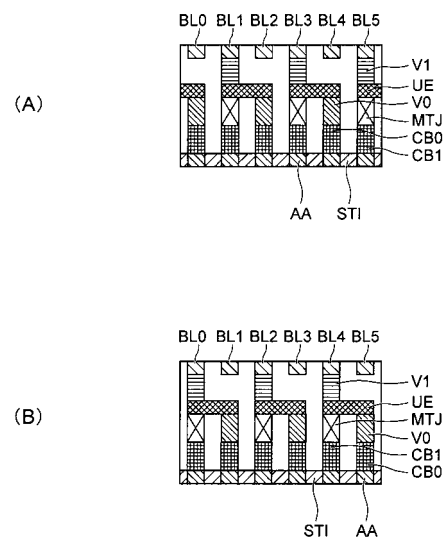 BL0 BL1 BL2 BL3 BL4 BL5
V1
UE
(A)
V0
MTJ
CB0
CB1
AA STI
BL0 BL1 BL2 BL3 BL4 BL5
V1
UE
(B)
MTJ
V0
CB1
CB0
STI AA